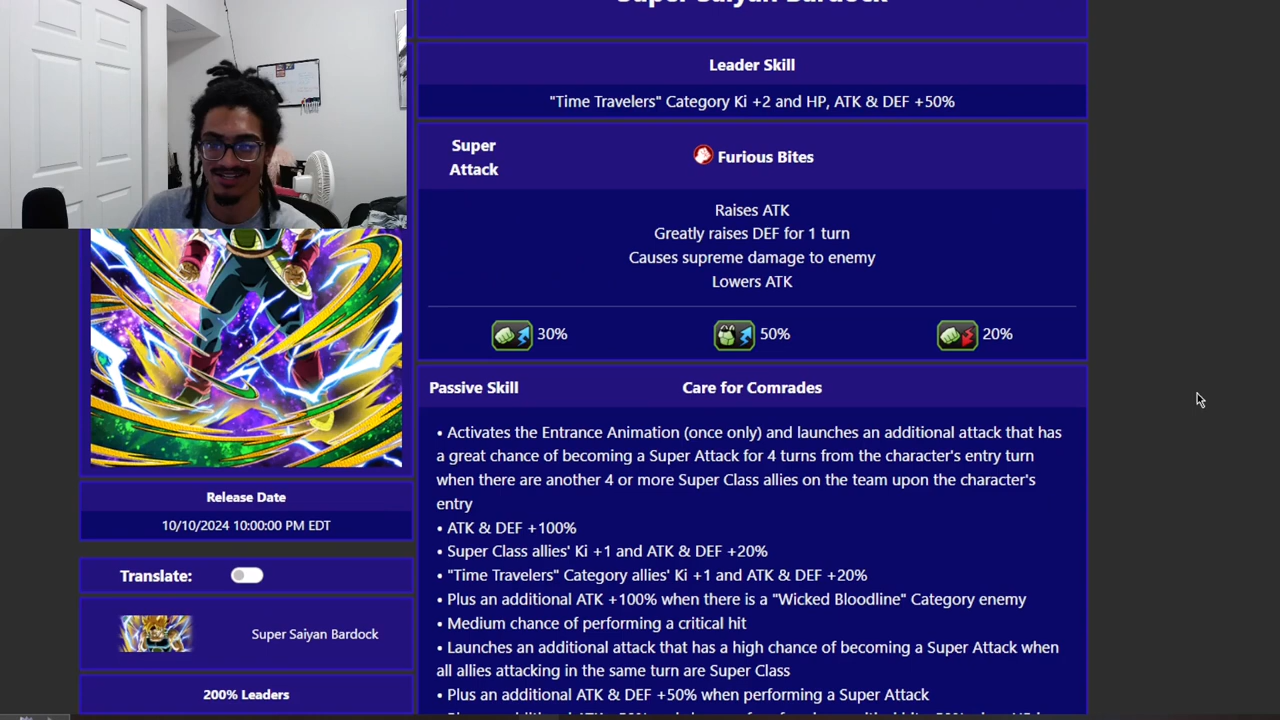 Super Saiyan Bardock
Leader Skill
"Time Travelers" Category Ki +2 and HP, ATK & DEF +50%
Super
Attack
Furious Bites
Raises ATK
Greatly raises DEF for 1 turn
Causes supreme damage to enemy
Lowers ATK
30%
50%
20%
Passive Skill
Care for Comrades
• Activates the Entrance Animation (once only) and launches an additional attack that has
a great chance of becoming a Super Attack for 4 turns from the character's entry turn
when there are another 4 or more Super Class allies on the team upon the character's
entry
• ATK & DEF +100%
• Super Class allies' Ki +1 and ATK & DEF +20%
• "Time Travelers" Category allies' Ki +1 and ATK & DEF +20%
• Plus an additional ATK +100% when there is a "Wicked Bloodline" Category enemy
• Medium chance of performing a critical hit
• Launches an additional attack that has a high chance of becoming a Super Attack when
all allies attacking in the same turn are Super Class
• Plus an additional ATK & DEF +50% when performing a Super Attack
Release Date
10/10/2024 10:00:00 PM EDT
Translate:
Super Saiyan Bardock
200% Leaders